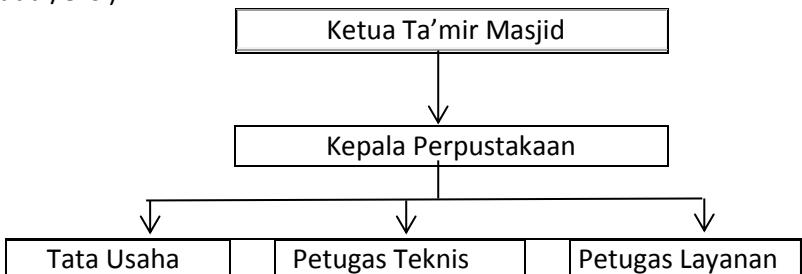 Ketua Ta’mir Masjid
Kepala Perpustakaan
Tata Usaha Petugas Teknis Petugas Layanan